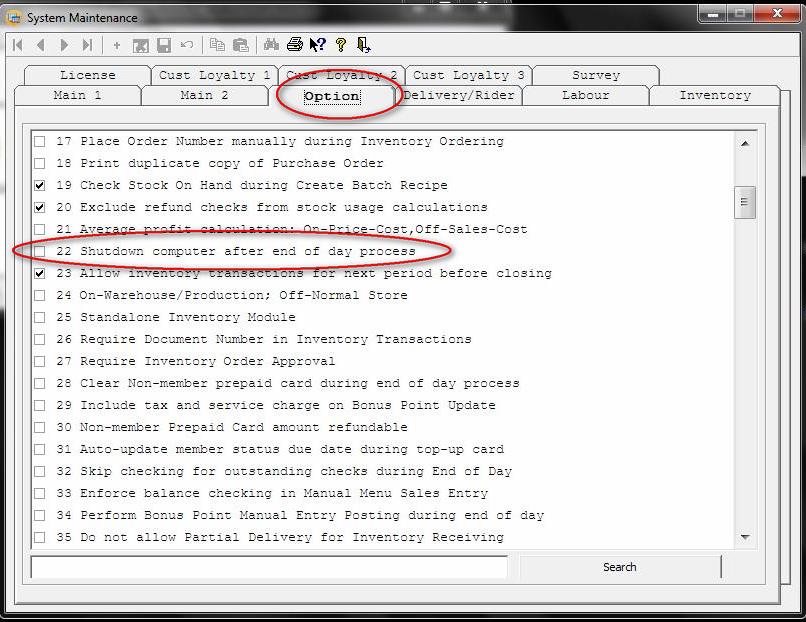 System Maintenance
License Cust Loyalty 1 Cust Loyalty 2 Cust Loyalty 3 Survey
Main 1 Main 2 Option Delivery/Rider Labour Inventory
17 Place Order Number manually during Inventory Ordering
18 Print duplicate copy of Purchase Order
19 Check Stock On Hand during Create Batch Recipe
20 Exclude refund checks from stock usage calculations
21 Average profit calculation: On-Price-Cost,Off-Sales-Cost
22 Shutdown computer after end of day process
23 Allow inventory transactions for next period before closing
24 On-Warehouse/Production; Off-Normal Store
25 Standalone Inventory Module
26 Require Document Number in Inventory Transactions
27 Require Inventory Order Approval
28 Clear Non-member prepaid card during end of day process
29 Include tax and service charge on Bonus Point Update
30 Non-member Prepaid Card amount refundable
31 Auto-update member status due date during top-up card
32 Skip checking for outstanding checks during End of Day
33 Enforce balance checking in Manual Menu Sales Entry
34 Perform Bonus Point Manual Entry Posting during end of day
35 Do not allow Partial Delivery for Inventory Receiving
Search